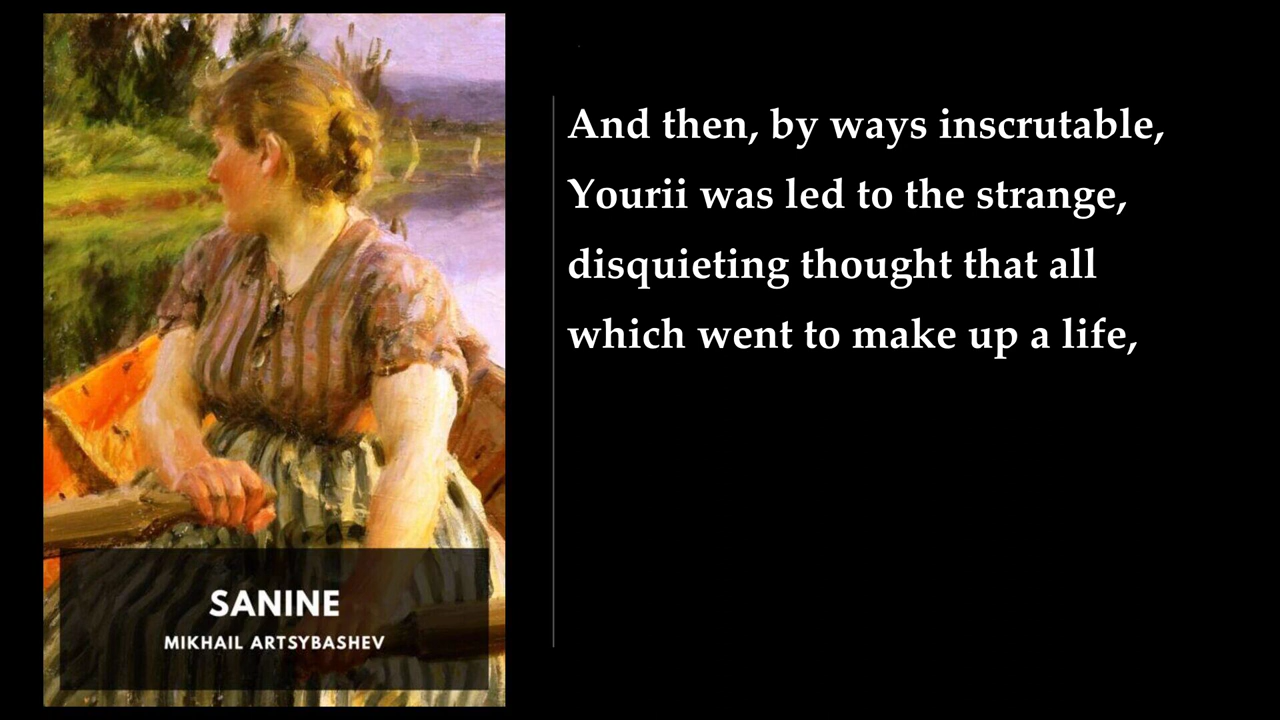 And then, by ways inscrutable,
Yourii was led to the strange,
disquieting thought that all
which went to make up a life,
SANINE
MIKHAIL ARTSYBASHEV